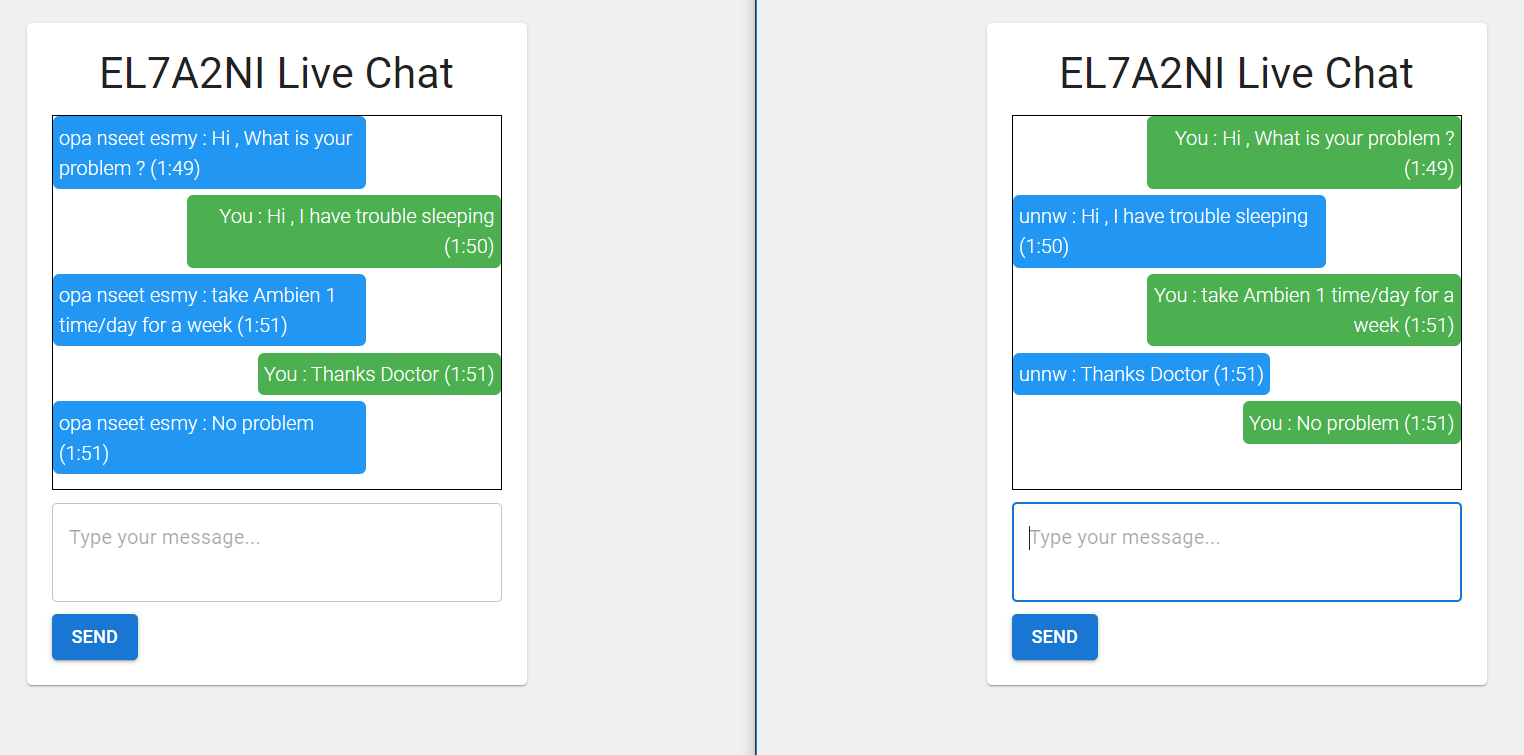 EL7A2NI Live Chat
opa nseet esmy : Hi , What is your
problem ? (1:49)
You : Hi , I have trouble sleeping
(1:50)
opa nseet esmy : take Ambien 1
time/day for a week (1:51)
You : Thanks Doctor (1:51)
opa nseet esmy : No problem
(1:51)
Type your message...
SEND
EL7A2NI Live Chat
You : Hi , What is your problem ?
(1:49)
unnw : Hi , I have trouble sleeping
(1:50)
You : take Ambien 1 time/day for a
week (1:51)
unnw : Thanks Doctor (1:51)
You : No problem (1:51)
Type your message...
SEND